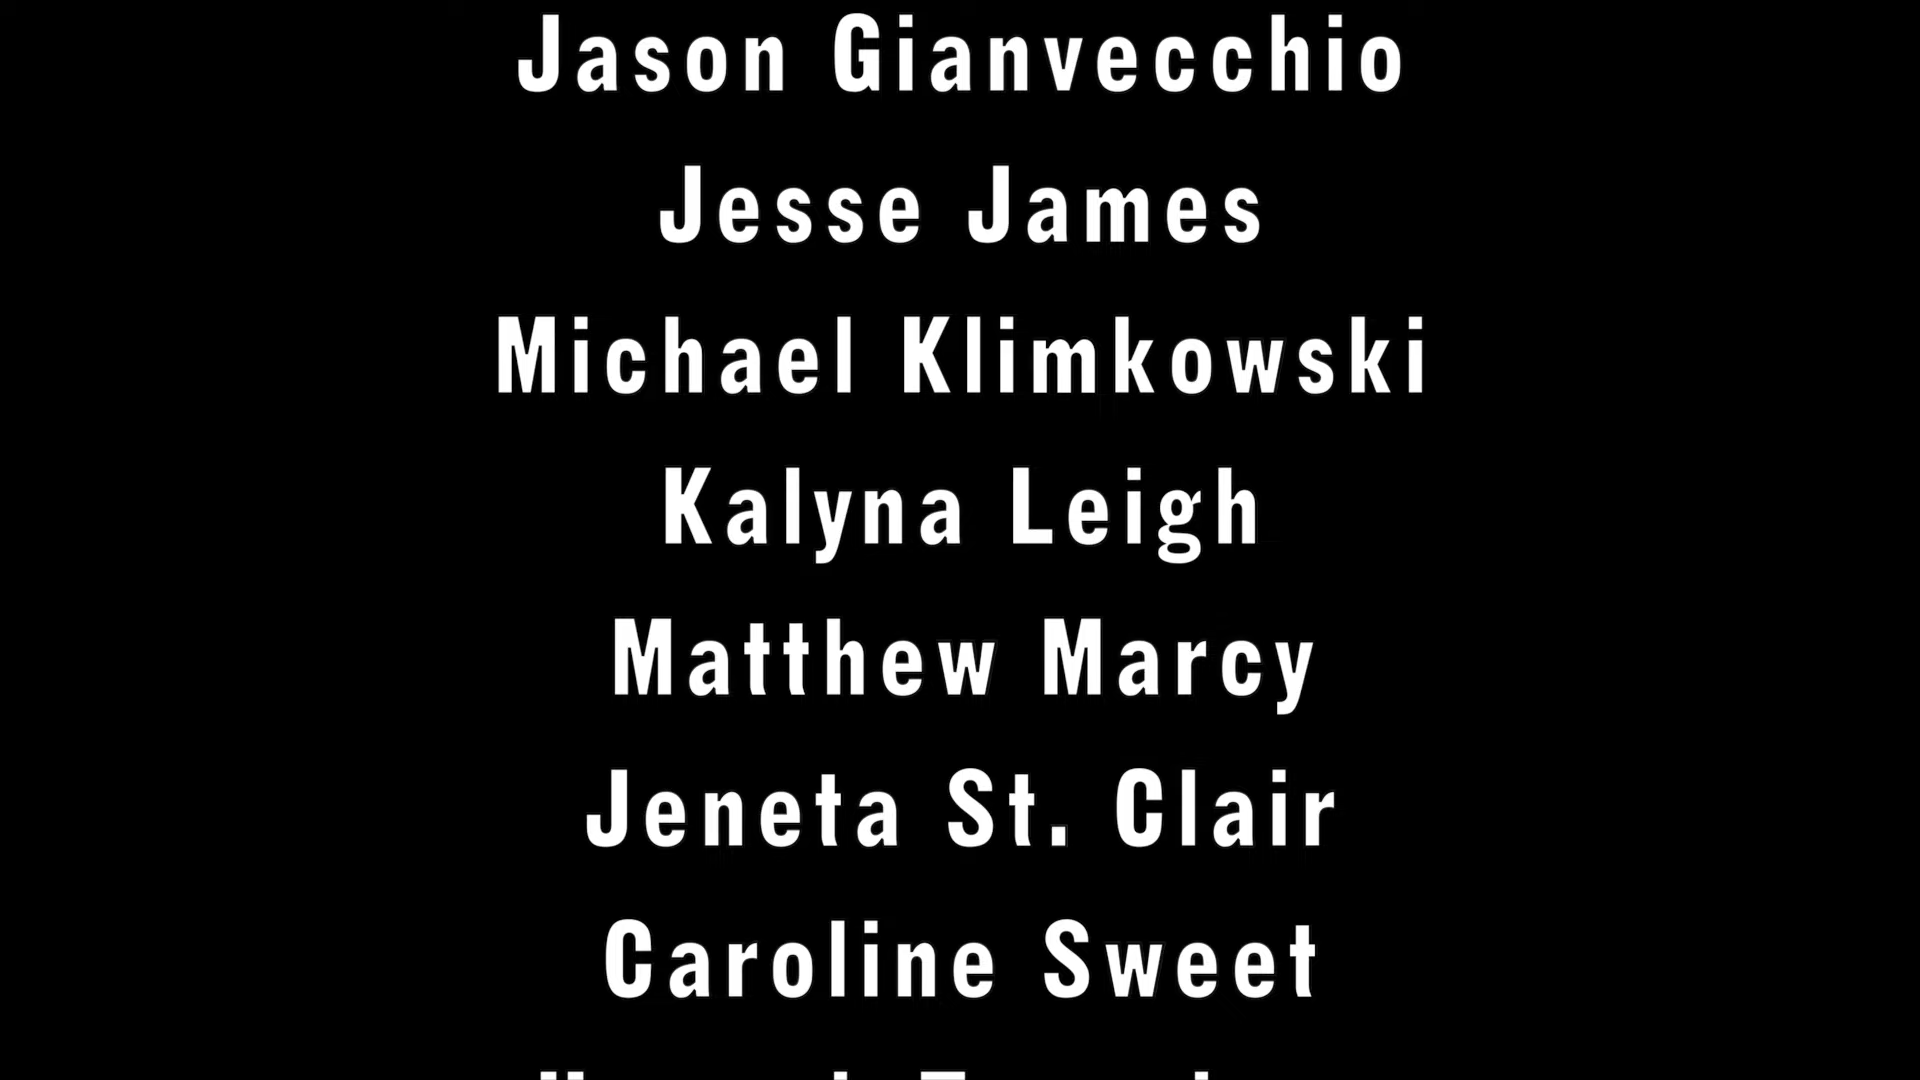 Jason Gianvecchio
Jesse James
Michael Klimkowski
Kalyna Leigh
Matthew Marcy
Jeneta St. Clair
Caroline Sweet